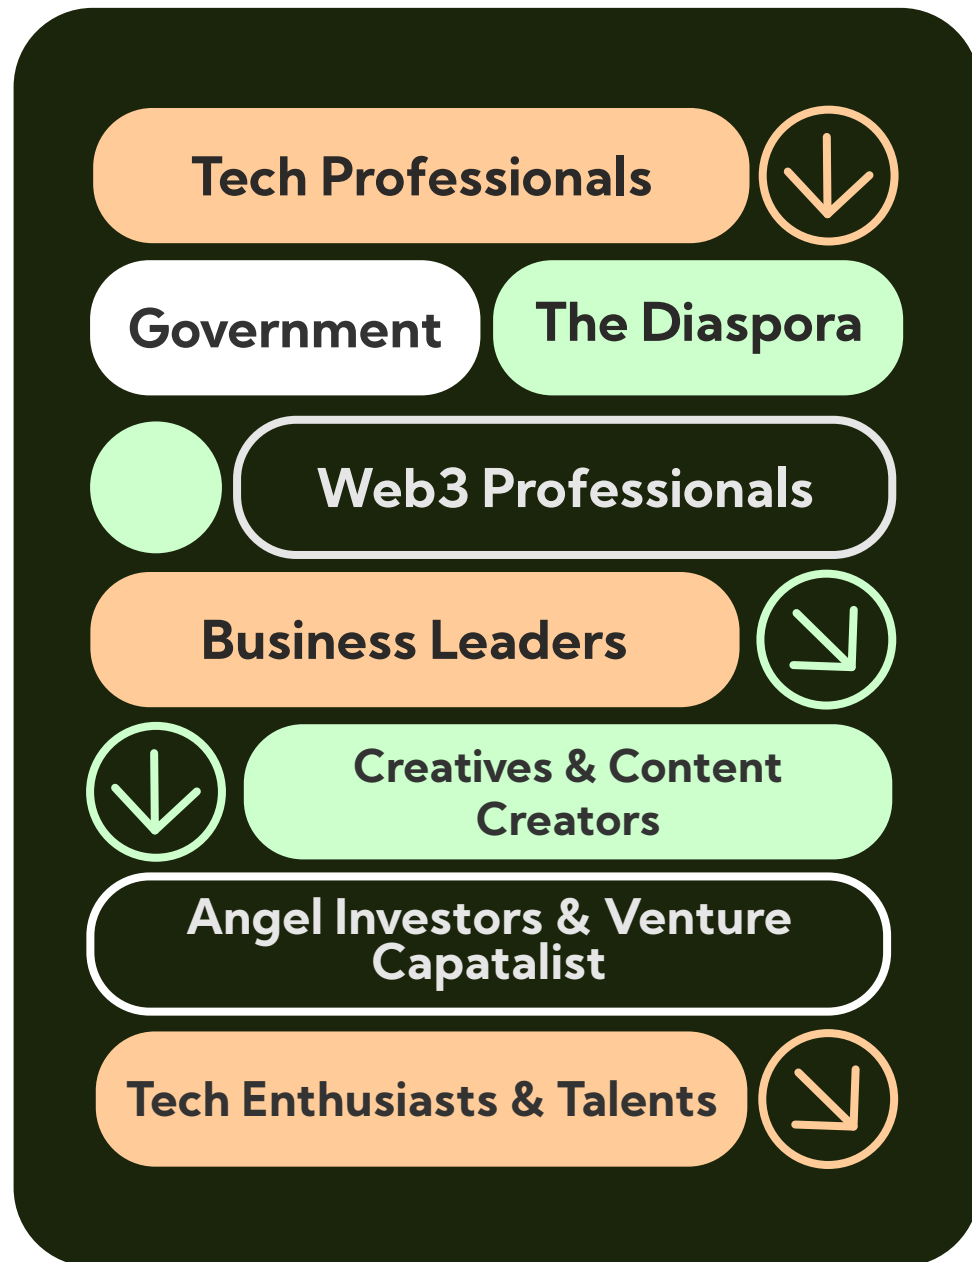 Tech Professionals
Government
The Diaspora
Web3 Professionals
Business Leaders
Creatives & Content
Creators
Angel Investors & Venture
Capatalist
Tech Enthusiasts & Talents